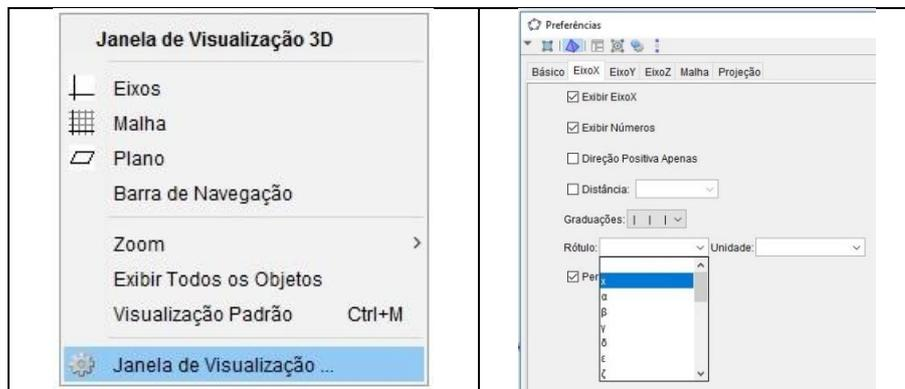 Janela de Visualização 3D
Eixos
Malha
Plano
Barra de Navegação
Zoom >
Exibir Todos os Objetos
Visualização Padrão Ctrl+M
Janela de Visualização ...
Preferências
Básico EixoX EixoY EixoZ Malha Projeção
Exibir EixoX
Exibir Números
Direção Positiva Apenas
Distância:
Graduações: | | |
Rótulo: Unidade:
Per
x
α
β
γ
δ
ε
ζ